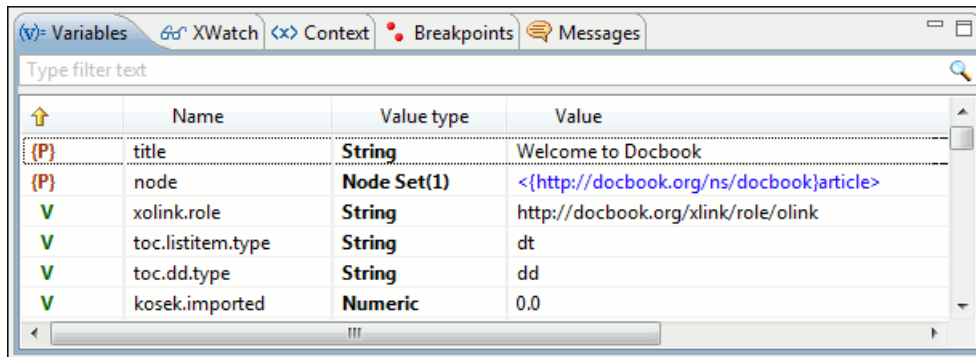 (v)= Variables XWatch <x> Context Breakpoints Messages
Type filter text
Name Value type Value
{P} title String Welcome to Docbook
{P} node Node Set(1) <{http://docbook.org/ns/docbook}article>
V xolink.role String http://docbook.org/xlink/role/olink
V toc.listitem.type String dt
V toc.dd.type String dd
V kosek.imported Numeric 0.0